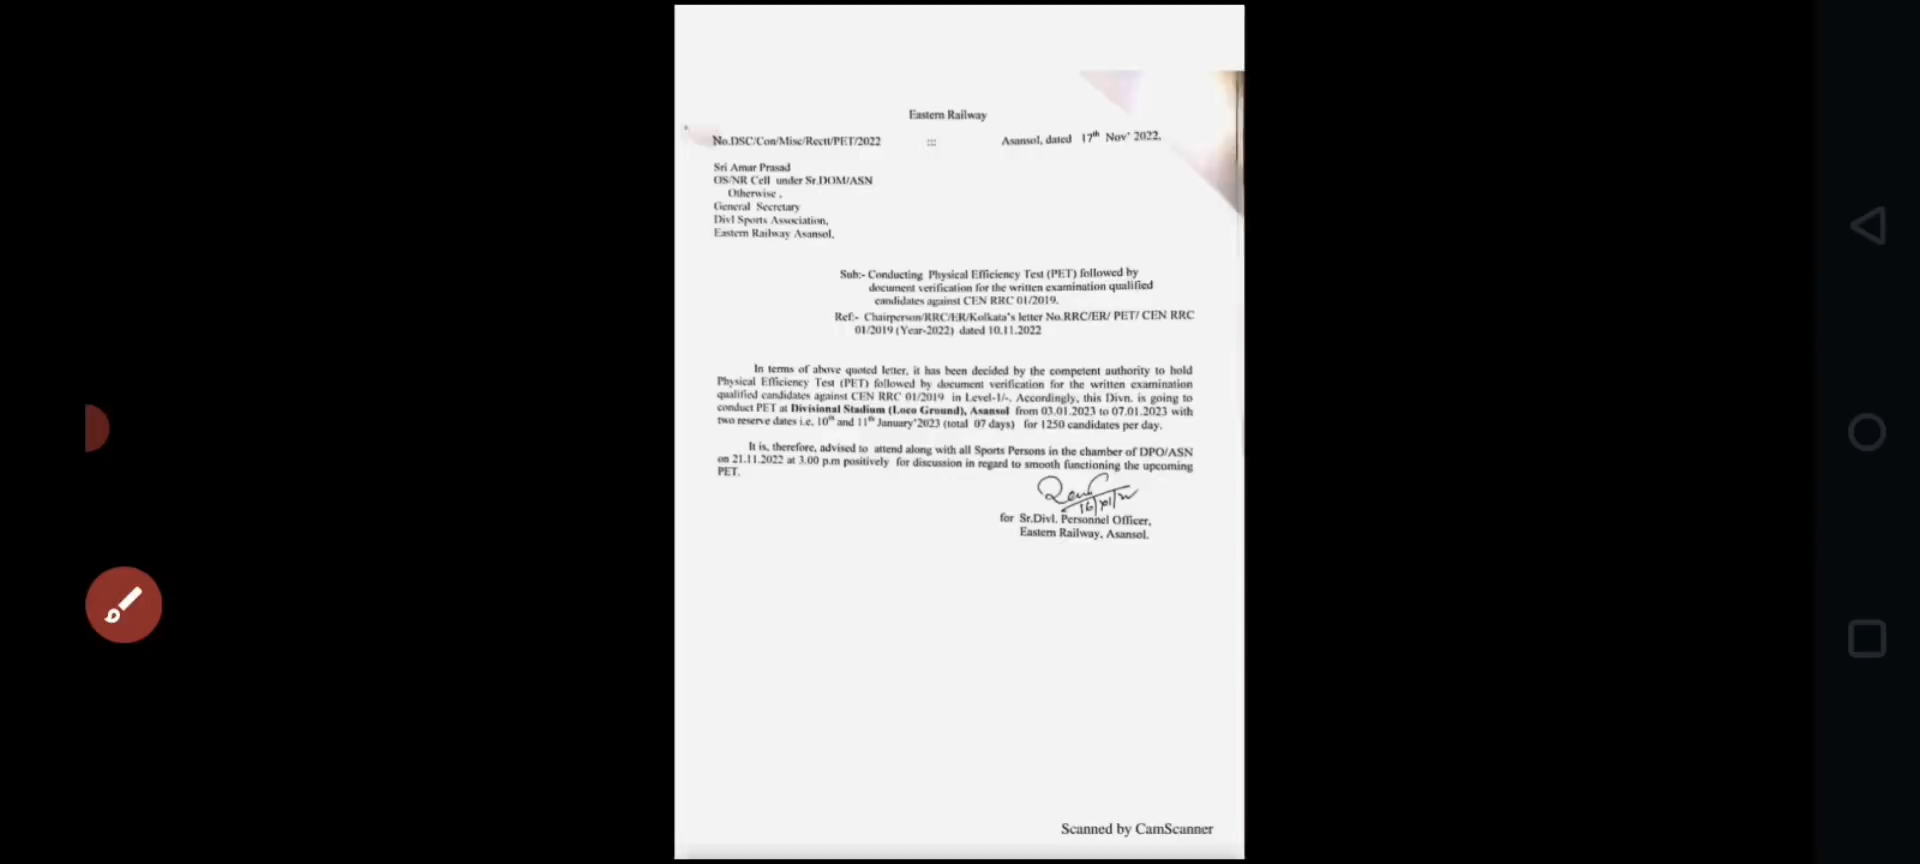 Eastern Railway
No.DSC/Con/Misc/Rectt/PET/2022 ::: Asansol, dated 17th Nov' 2022.
Sri Amar Prasad
OS/NR Cell under Sr.DOM/ASN
Otherwise .
General Secretary
Divl Sports Association,
Eastern Railway Asansol.
Sub:- Conducting Physical Efficiency Test (PET) followed by
document verification for the written examination qualified
candidates against CEN RRC 01/2019.
Ref:- Chairperson/RRC/ER/Kolkata's letter No.RRC/ER/ PET/ CEN RRC
01/2019 (Year-2022) dated 10.11.2022
In terms of above quoted letter, it has been decided by the competent authority to hold
Physical Efficiency Test (PET) followed by document verification for the written examination
qualified candidates against CEN RRC 01/2019 in Level-1/-. Accordingly, this Divn. is going to
conduct PET at Divisional Stadium (Loco Ground), Asansol from 03.01.2023 to 07.01.2023 with
two reserve dates i.e. 10th and 11th January'2023 (total 07 days) for 1250 candidates per day.
It is, therefore, advised to attend along with all Sports Persons in the chamber of DPO/ASN
on 21.11.2022 at 3.00 p.m positively for discussion in regard to smooth functioning the upcoming
PET.
for Sr.Divl. Personnel Officer,
Eastern Railway, Asansol.
Scanned by CamScanner